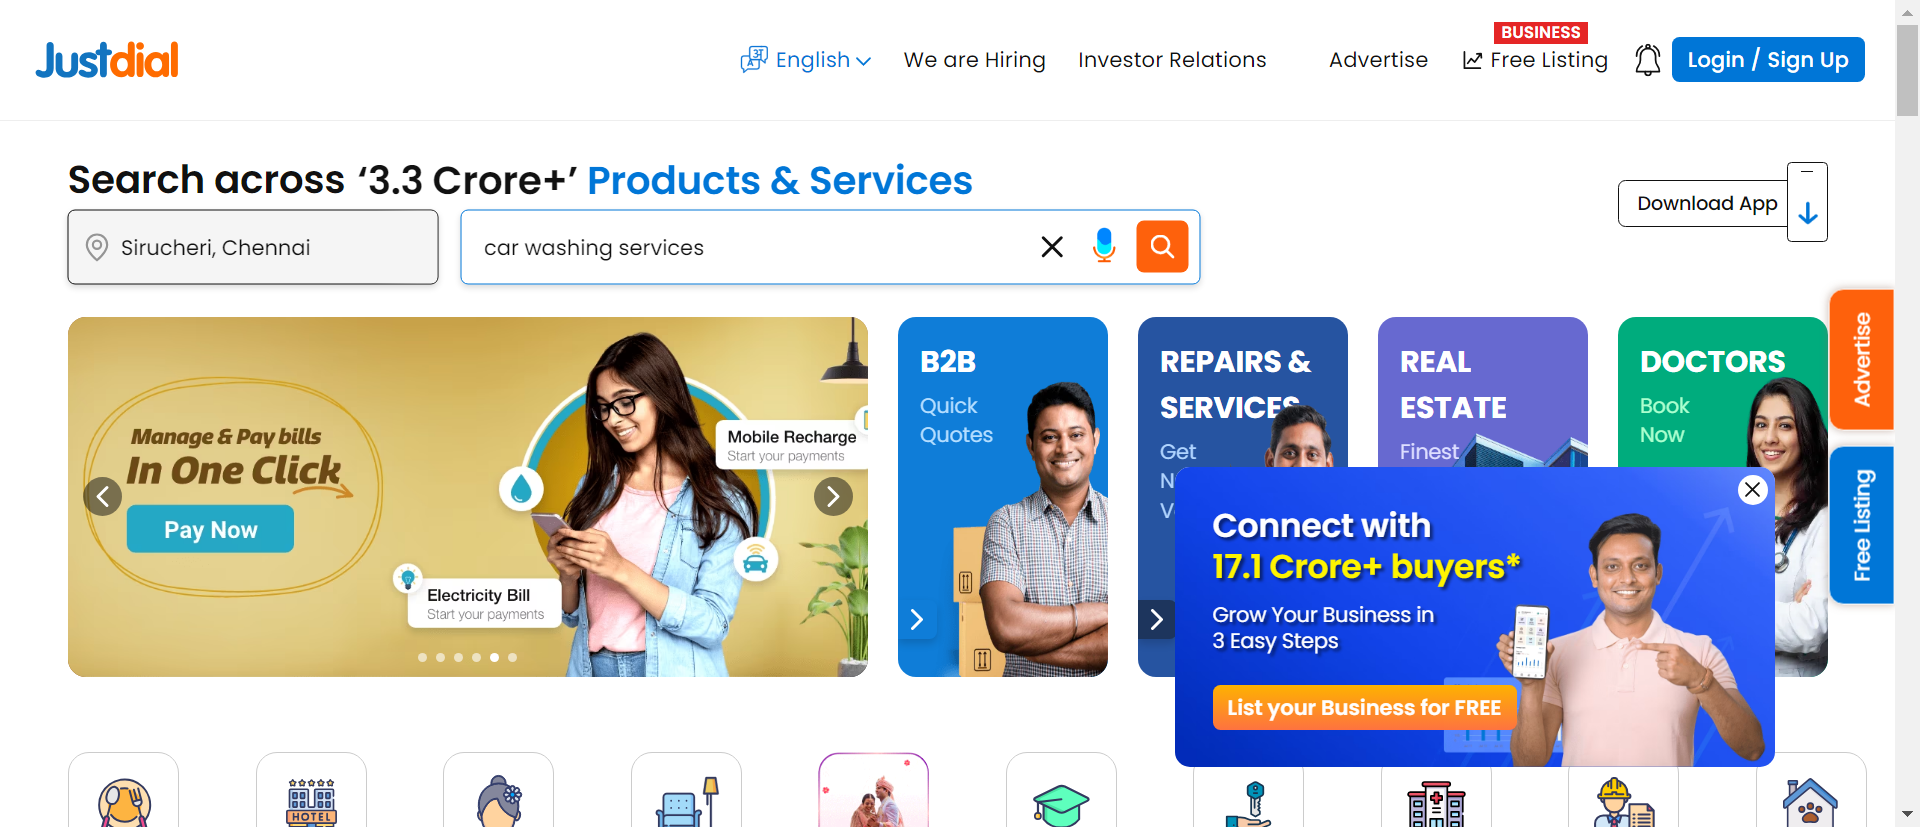 Justdial
English
We are Hiring
Investor Relations
Advertise
BUSINESS
Free Listing
Login / Sign Up
Search across ‘3.3 Crore+’ Products & Services
Download App
Sirucheri, Chennai
car washing services
Manage & Pay bills
In One Click
Pay Now
Mobile Recharge
Start your payments
Electricity Bill
Start your payments
B2B
Quick
Quotes
REPAIRS &
SERVICES
Get
REAL
ESTATE
Finest
DOCTORS
Book
Now
Advertise
Free Listing
Connect with
17.1 Crore+ buyers*
Grow Your Business in
3 Easy Steps
List your Business for FREE
HOTEL